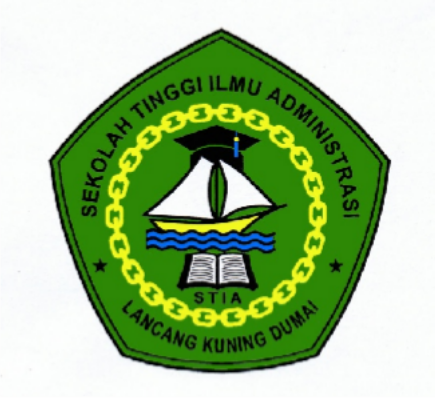 SEKOLAH TINGGI ILMU ADMINISTRASI
STIA
LANCANG KUNING DUMAI